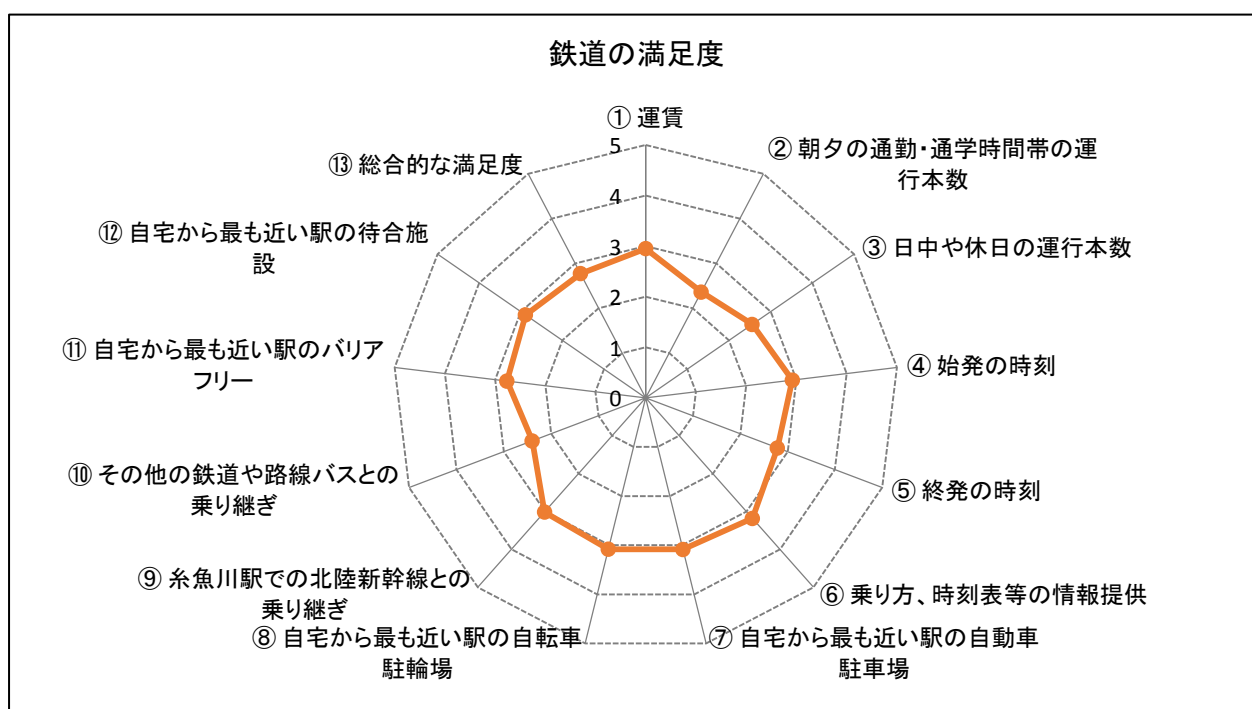 鉄道の満足度
① 運賃
② 朝夕の通勤・通学時間帯の運
行本数
③ 日中や休日の運行本数
④ 始発の時刻
⑤ 終発の時刻
⑥ 乗り方、時刻表等の情報提供
⑦ 自宅から最も近い駅の自動車
駐車場
⑧ 自宅から最も近い駅の自転車
駐輪場
⑨ 糸魚川駅での北陸新幹線との
乗り継ぎ
⑩ その他の鉄道や路線バスとの
乗り継ぎ
⑪ 自宅から最も近い駅のバリア
フリー
⑫ 自宅から最も近い駅の待合施
設
⑬ 総合的な満足度
5
4
3
2
1
0